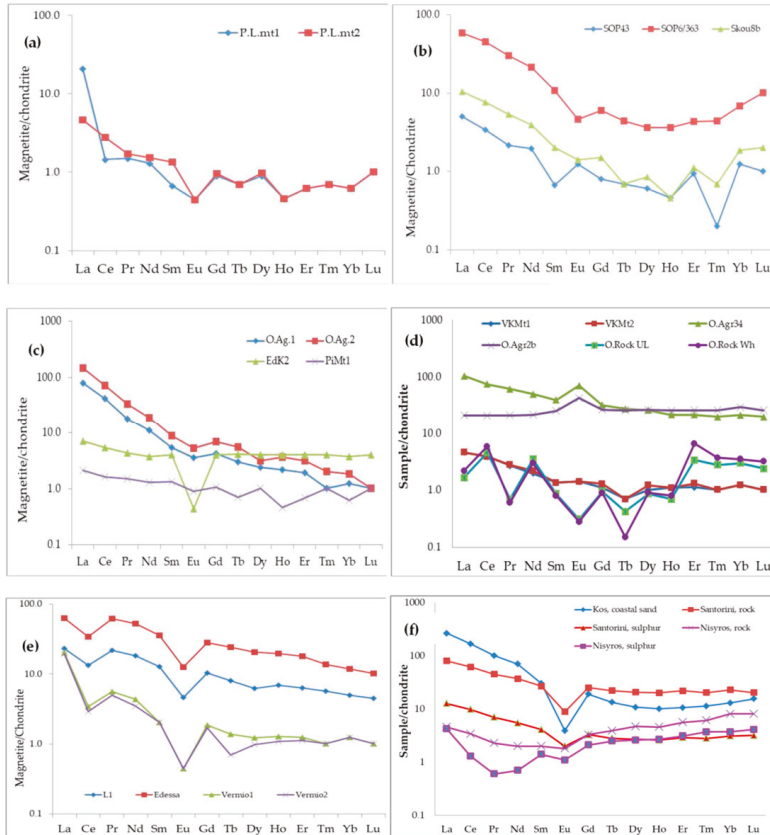 (a)
P.L.mt1 P.L.mt2
Magnetite/chondrite
100.0
10.0
1.0
0.1
La Ce Pr Nd Sm Eu Gd Tb Dy Ho Er Tm Yb Lu
(b)
SOP43 SOP6/363 Skou8b
Magnetite/Chondrite
100.0
10.0
1.0
0.1
La Ce Pr Nd Sm Eu Gd Tb Dy Ho Er Tm Yb Lu
(c)
O.Ag.1 O.Ag.2
EdK2 PiMt1
Magnetite/chondrite
1000
100.0
10.0
1.0
0.1
La Ce Pr Nd Sm Eu Gd Tb Dy Ho Er Tm Yb Lu
(d)
VKMt1 VKMt2 O.Agr34
O.Agr2b O.Rock UL O.Rock Wh
Sample/chondrite
1000
100.0
10.0
1.0
0.1
La Ce Pr Nd Sm Eu Gd Tb Dy Ho Er Tm Yb Lu
(e)
Magnetite/Chondrite
100.0
10.0
1.0
0.1
L1 Edessa Vermio1 Vermio2
La Ce Pr Nd Sm Eu Gd Tb Dy Ho Er Tm Yb Lu
(f)
Kos, coastal sand Santorini, rock
Santorini, sulphur Nisyros, rock
Nisyros, sulphur
Sample/chondrite
1000
100
10
1
0.1
La Ce Pr Nd Sm Eu Gd Tb Dy Ho Er Tm Yb Lu